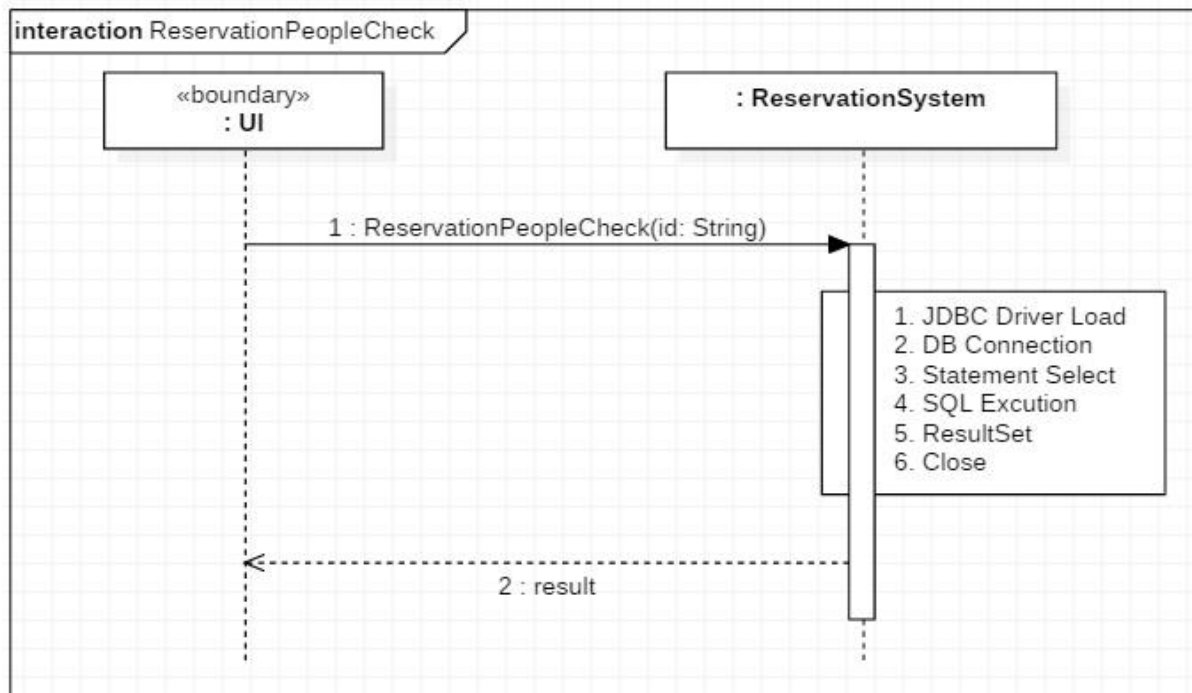 interaction ReservationPeopleCheck
«boundary»
: UI
: ReservationSystem
1 : ReservationPeopleCheck(id: String)
1. JDBC Driver Load
2. DB Connection
3. Statement Select
4. SQL Excution
5. ResultSet
6. Close
2 : result